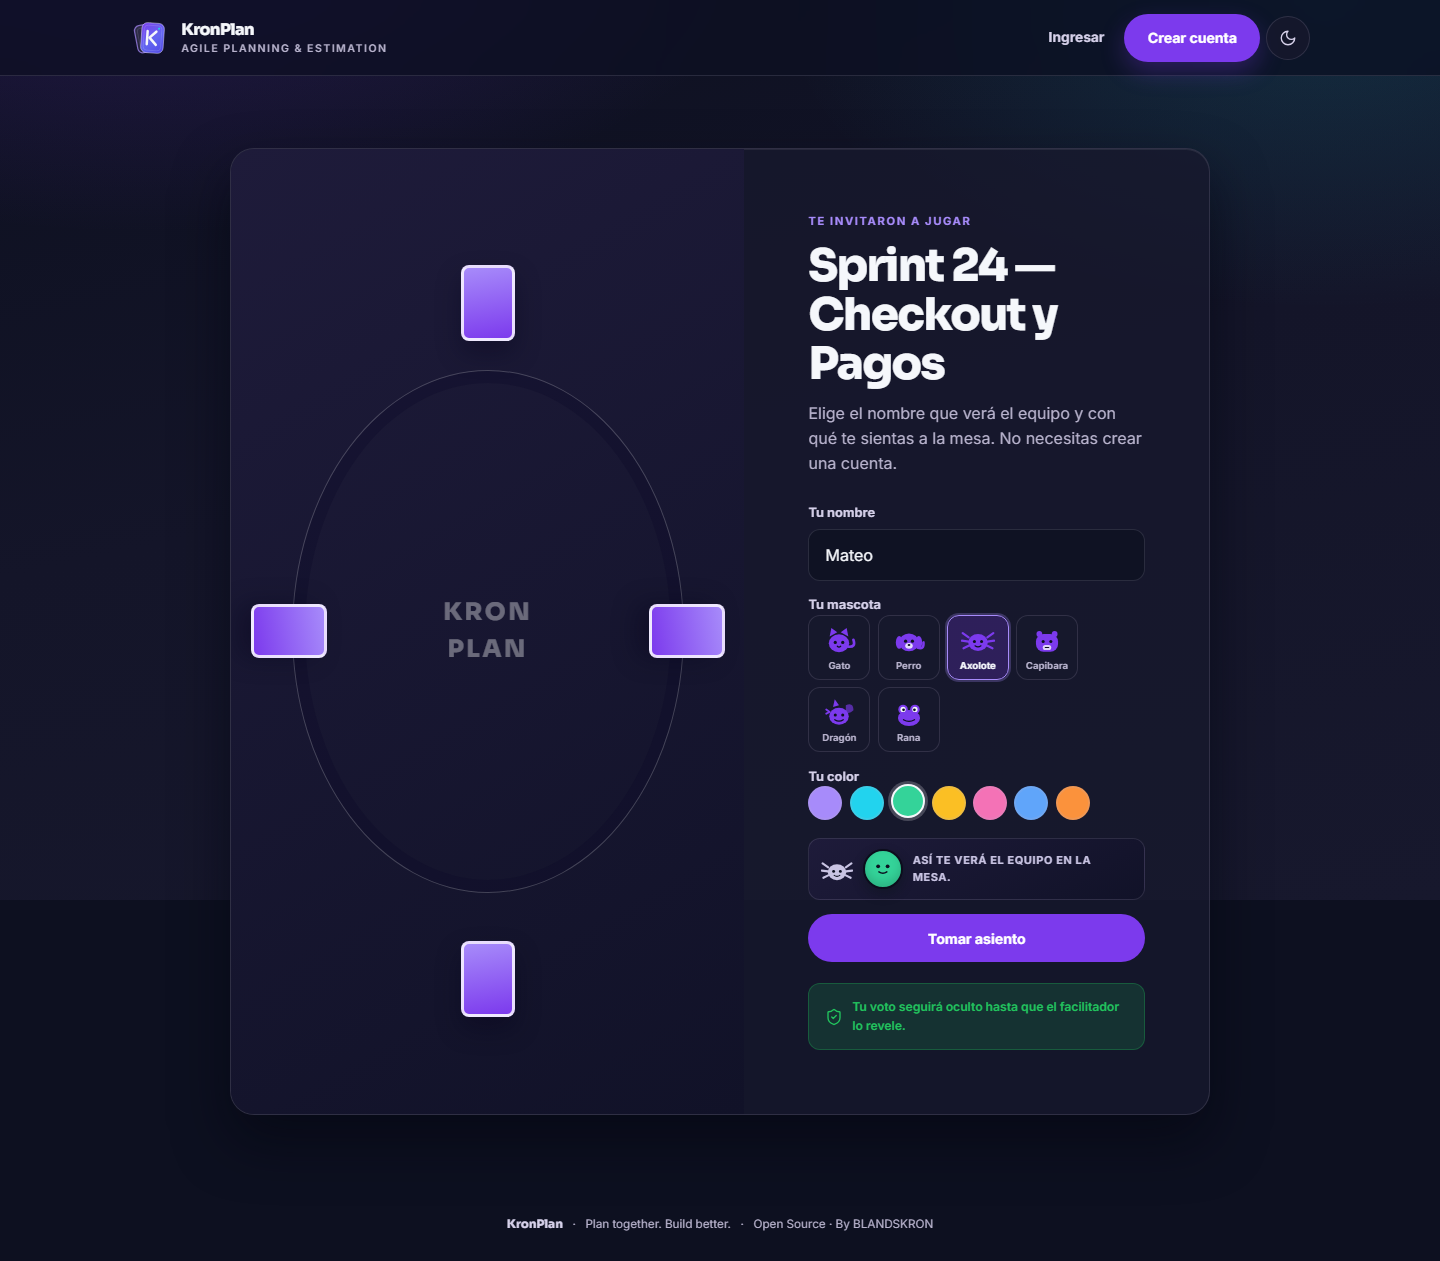 KronPlan
AGILE PLANNING & ESTIMATION
Ingresar
Crear cuenta
KRON
PLAN
TE INVITARON A JUGAR
Sprint 24 —
Checkout y
Pagos
Elige el nombre que verá el equipo y con
qué te sientas a la mesa. No necesitas crear
una cuenta.
Tu nombre
Mateo
Tu mascota
Gato
Perro
Axolote
Capibara
Dragón
Rana
Tu color
ASÍ TE VERÁ EL EQUIPO EN LA
MESA.
Tomar asiento
Tu voto seguirá oculto hasta que el facilitador
lo revele.
KronPlan · Plan together. Build better. · Open Source · By BLANDSKRON